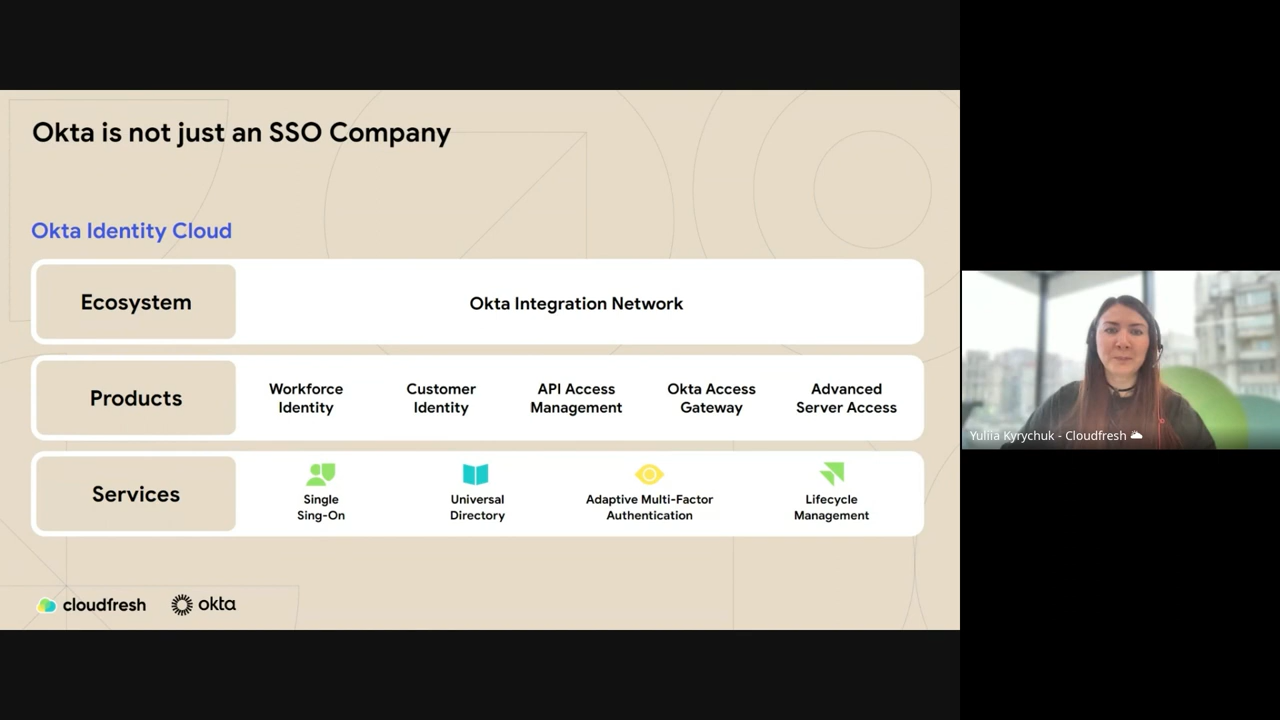 Okta is not just an SSO Company
Okta Identity Cloud
Ecosystem
Okta Integration Network
Products
Workforce
Identity
Customer
Identity
API Access
Management
Okta Access
Gateway
Advanced
Server Access
Services
Single
Sing-On
Universal
Directory
Adaptive Multi-Factor
Authentication
Lifecycle
Management
cloudfresh
okta
Yuliia Kyrychuk - Cloudfresh 🌥